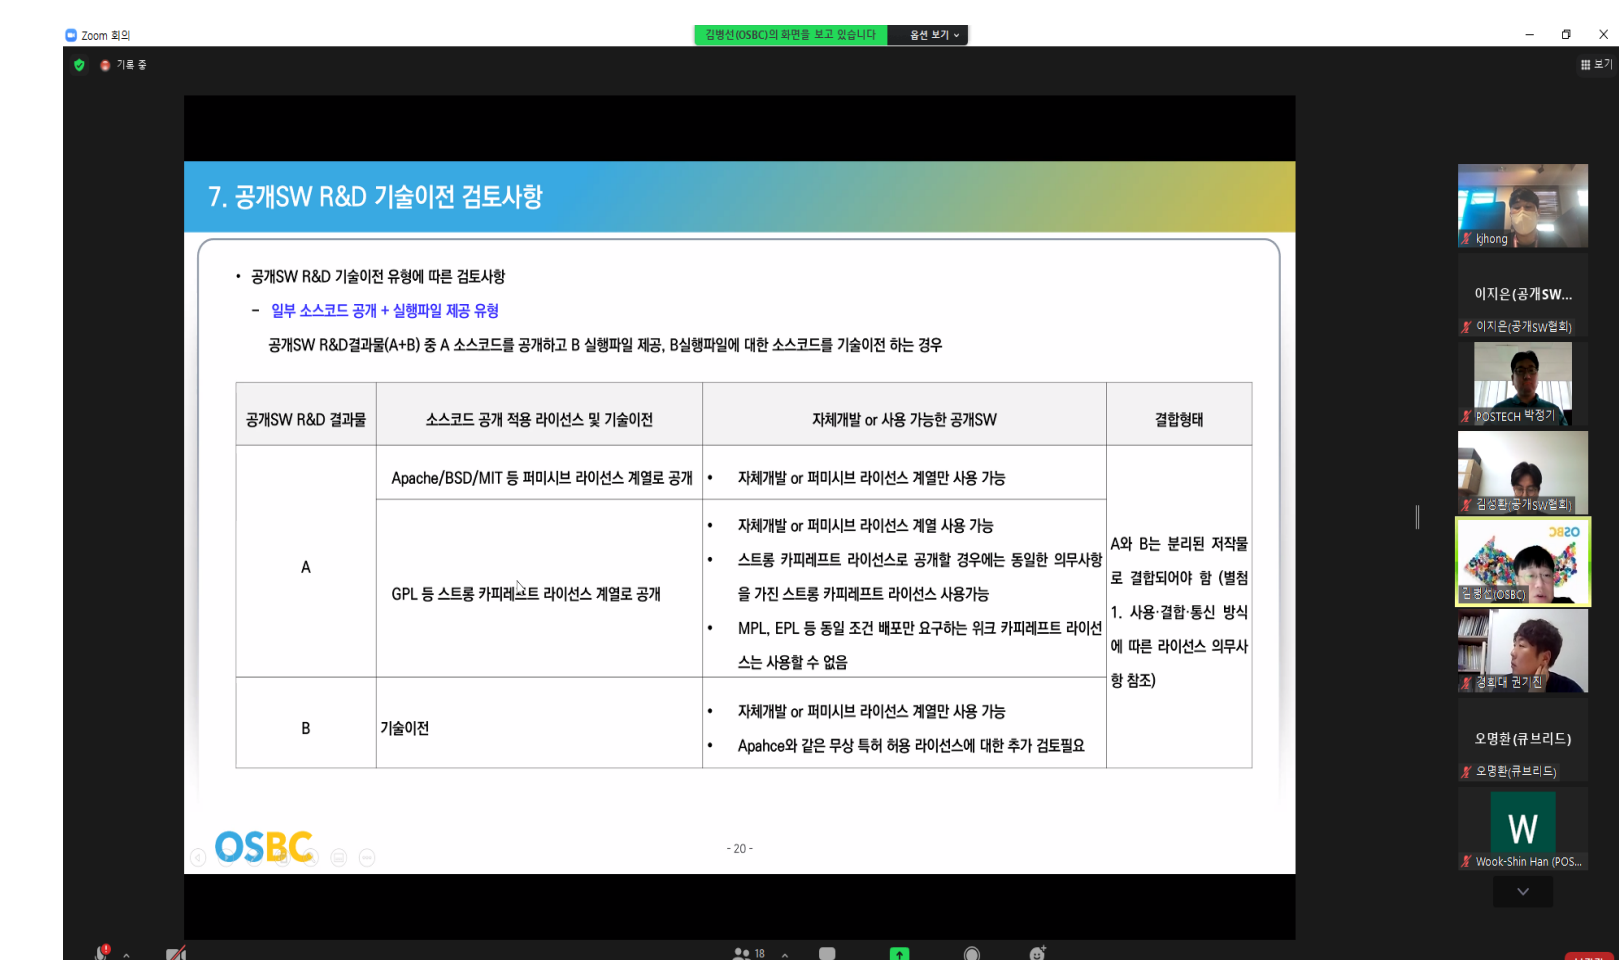 Zoom 회의
김병선(OSBC)의 화면을 보고 있습니다
옵션 보기
기록 중
보기
7. 공개SW R&D 기술이전 검토사항
• 공개SW R&D 기술이전 유형에 따른 검토사항
– 일부 소스코드 공개 + 실행파일 제공 유형
공개SW R&D결과물(A+B) 중 A 소스코드를 공개하고 B 실행파일 제공, B실행파일에 대한 소스코드를 기술이전 하는 경우
공개SW R&D 결과물
소스코드 공개 적용 라이선스 및 기술이전
자체개발 or 사용 가능한 공개SW
결합형태
A
Apache/BSD/MIT 등 퍼미시브 라이선스 계열로 공개
• 자체개발 or 퍼미시브 라이선스 계열만 사용 가능
GPL 등 스트롱 카피레프트 라이선스 계열로 공개
• 자체개발 or 퍼미시브 라이선스 계열 사용 가능
• 스트롱 카피레프트 라이선스로 공개할 경우에는 동일한 의무사항
을 가진 스트롱 카피레프트 라이선스 사용가능
• MPL, EPL 등 동일 조건 배포만 요구하는 위크 카피레프트 라이선
스는 사용할 수 없음
A와 B는 분리된 저작물
로 결합되어야 함 (별첨
1. 사용·결합·통신 방식
에 따른 라이선스 의무사
항 참조)
B
기술이전
• 자체개발 or 퍼미시브 라이선스 계열만 사용 가능
• Apahce와 같은 무상 특허 허용 라이선스에 대한 추가 검토필요
OSBC
- 20 -
kjhong
이지은(공개SW...
이지은(공개SW협회)
POSTECH 박정기
김성환(공개SW협회)
OSBC
김병선(OSBC)
경희대 권기진
오명환(큐브리드)
오명환(큐브리드)
W
Wook-Shin Han (POS...
18